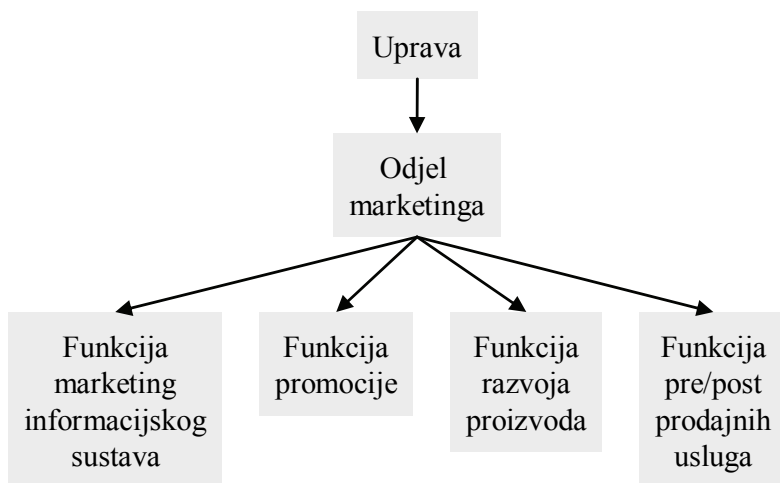 Uprava
Odjel
marketinga
Funkcija
marketing
informacijskog
sustava
Funkcija
promocije
Funkcija
razvoja
proizvoda
Funkcija
pre/post
prodajnih
usluga